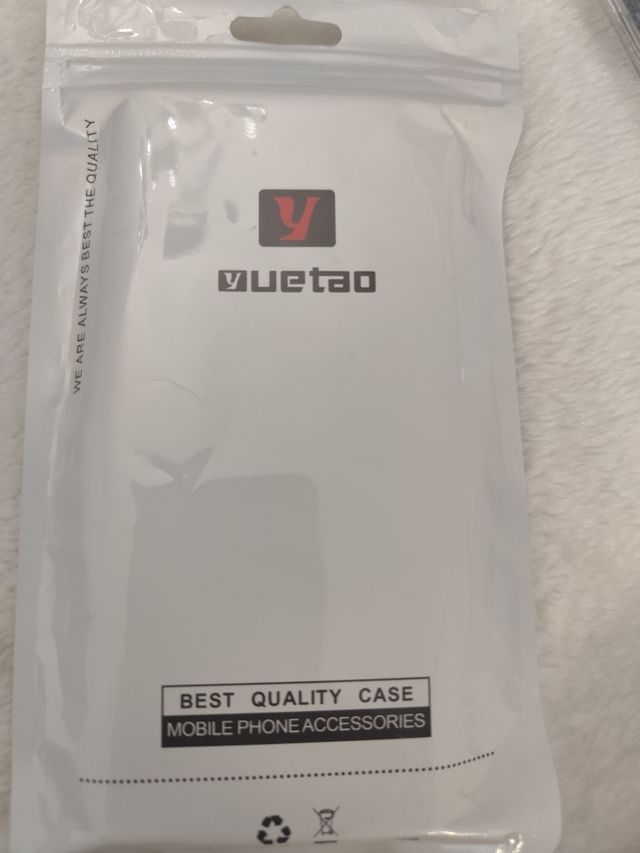 WE ARE ALWAYS BEST THE QUALITY
y
yuetao
BEST QUALITY CASE
MOBILE PHONE ACCESSORIES